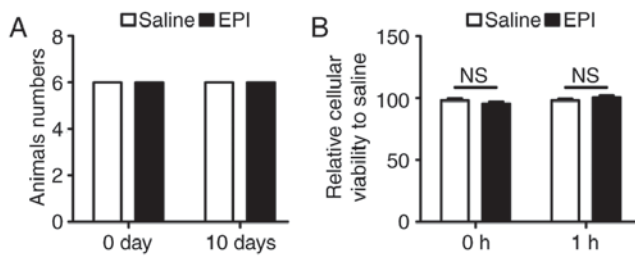 A
Saline EPI
Animals numbers
8
6
4
2
0
0 day 10 days
B
Saline EPI
Relative cellular
viability to saline
150
100
50
0
NS NS
0 h 1 h